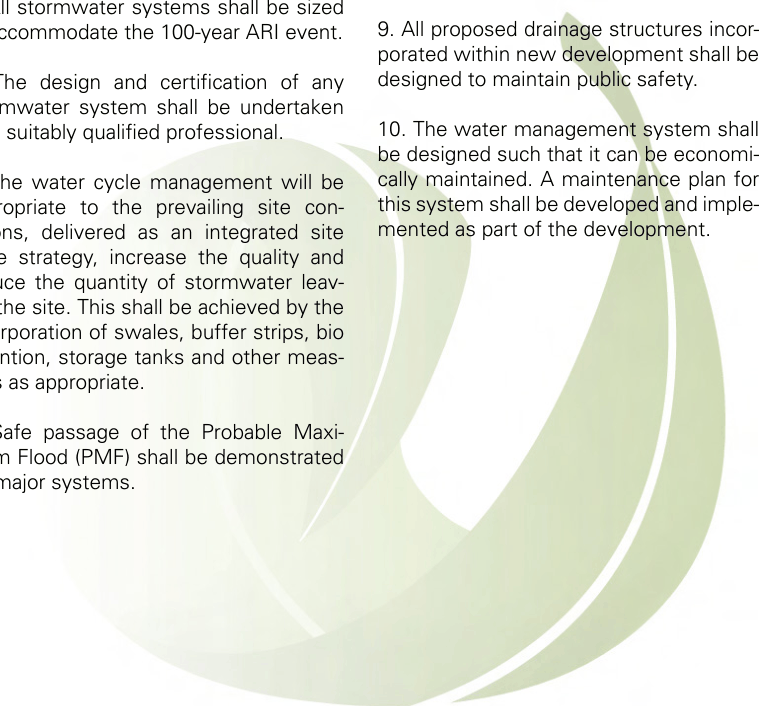 ll stormwater systems shall be sized
ccommodate the 100-year ARI event.
The design and certification of any
rmwater system shall be undertaken
suitably qualified professional.
he water cycle management will be
ropriate to the prevailing site con-
ons, delivered as an integrated site
e strategy, increase the quality and
uce the quantity of stormwater leav-
the site. This shall be achieved by the
rporation of swales, buffer strips, bio
ntion, storage tanks and other meas-
s as appropriate.
Safe passage of the Probable Maxi-
m Flood (PMF) shall be demonstrated
major systems.
9. All proposed drainage structures incor-
porated within new development shall be
designed to maintain public safety.
10. The water management system shall
be designed such that it can be economi-
cally maintained. A maintenance plan for
this system shall be developed and imple-
mented as part of the development.